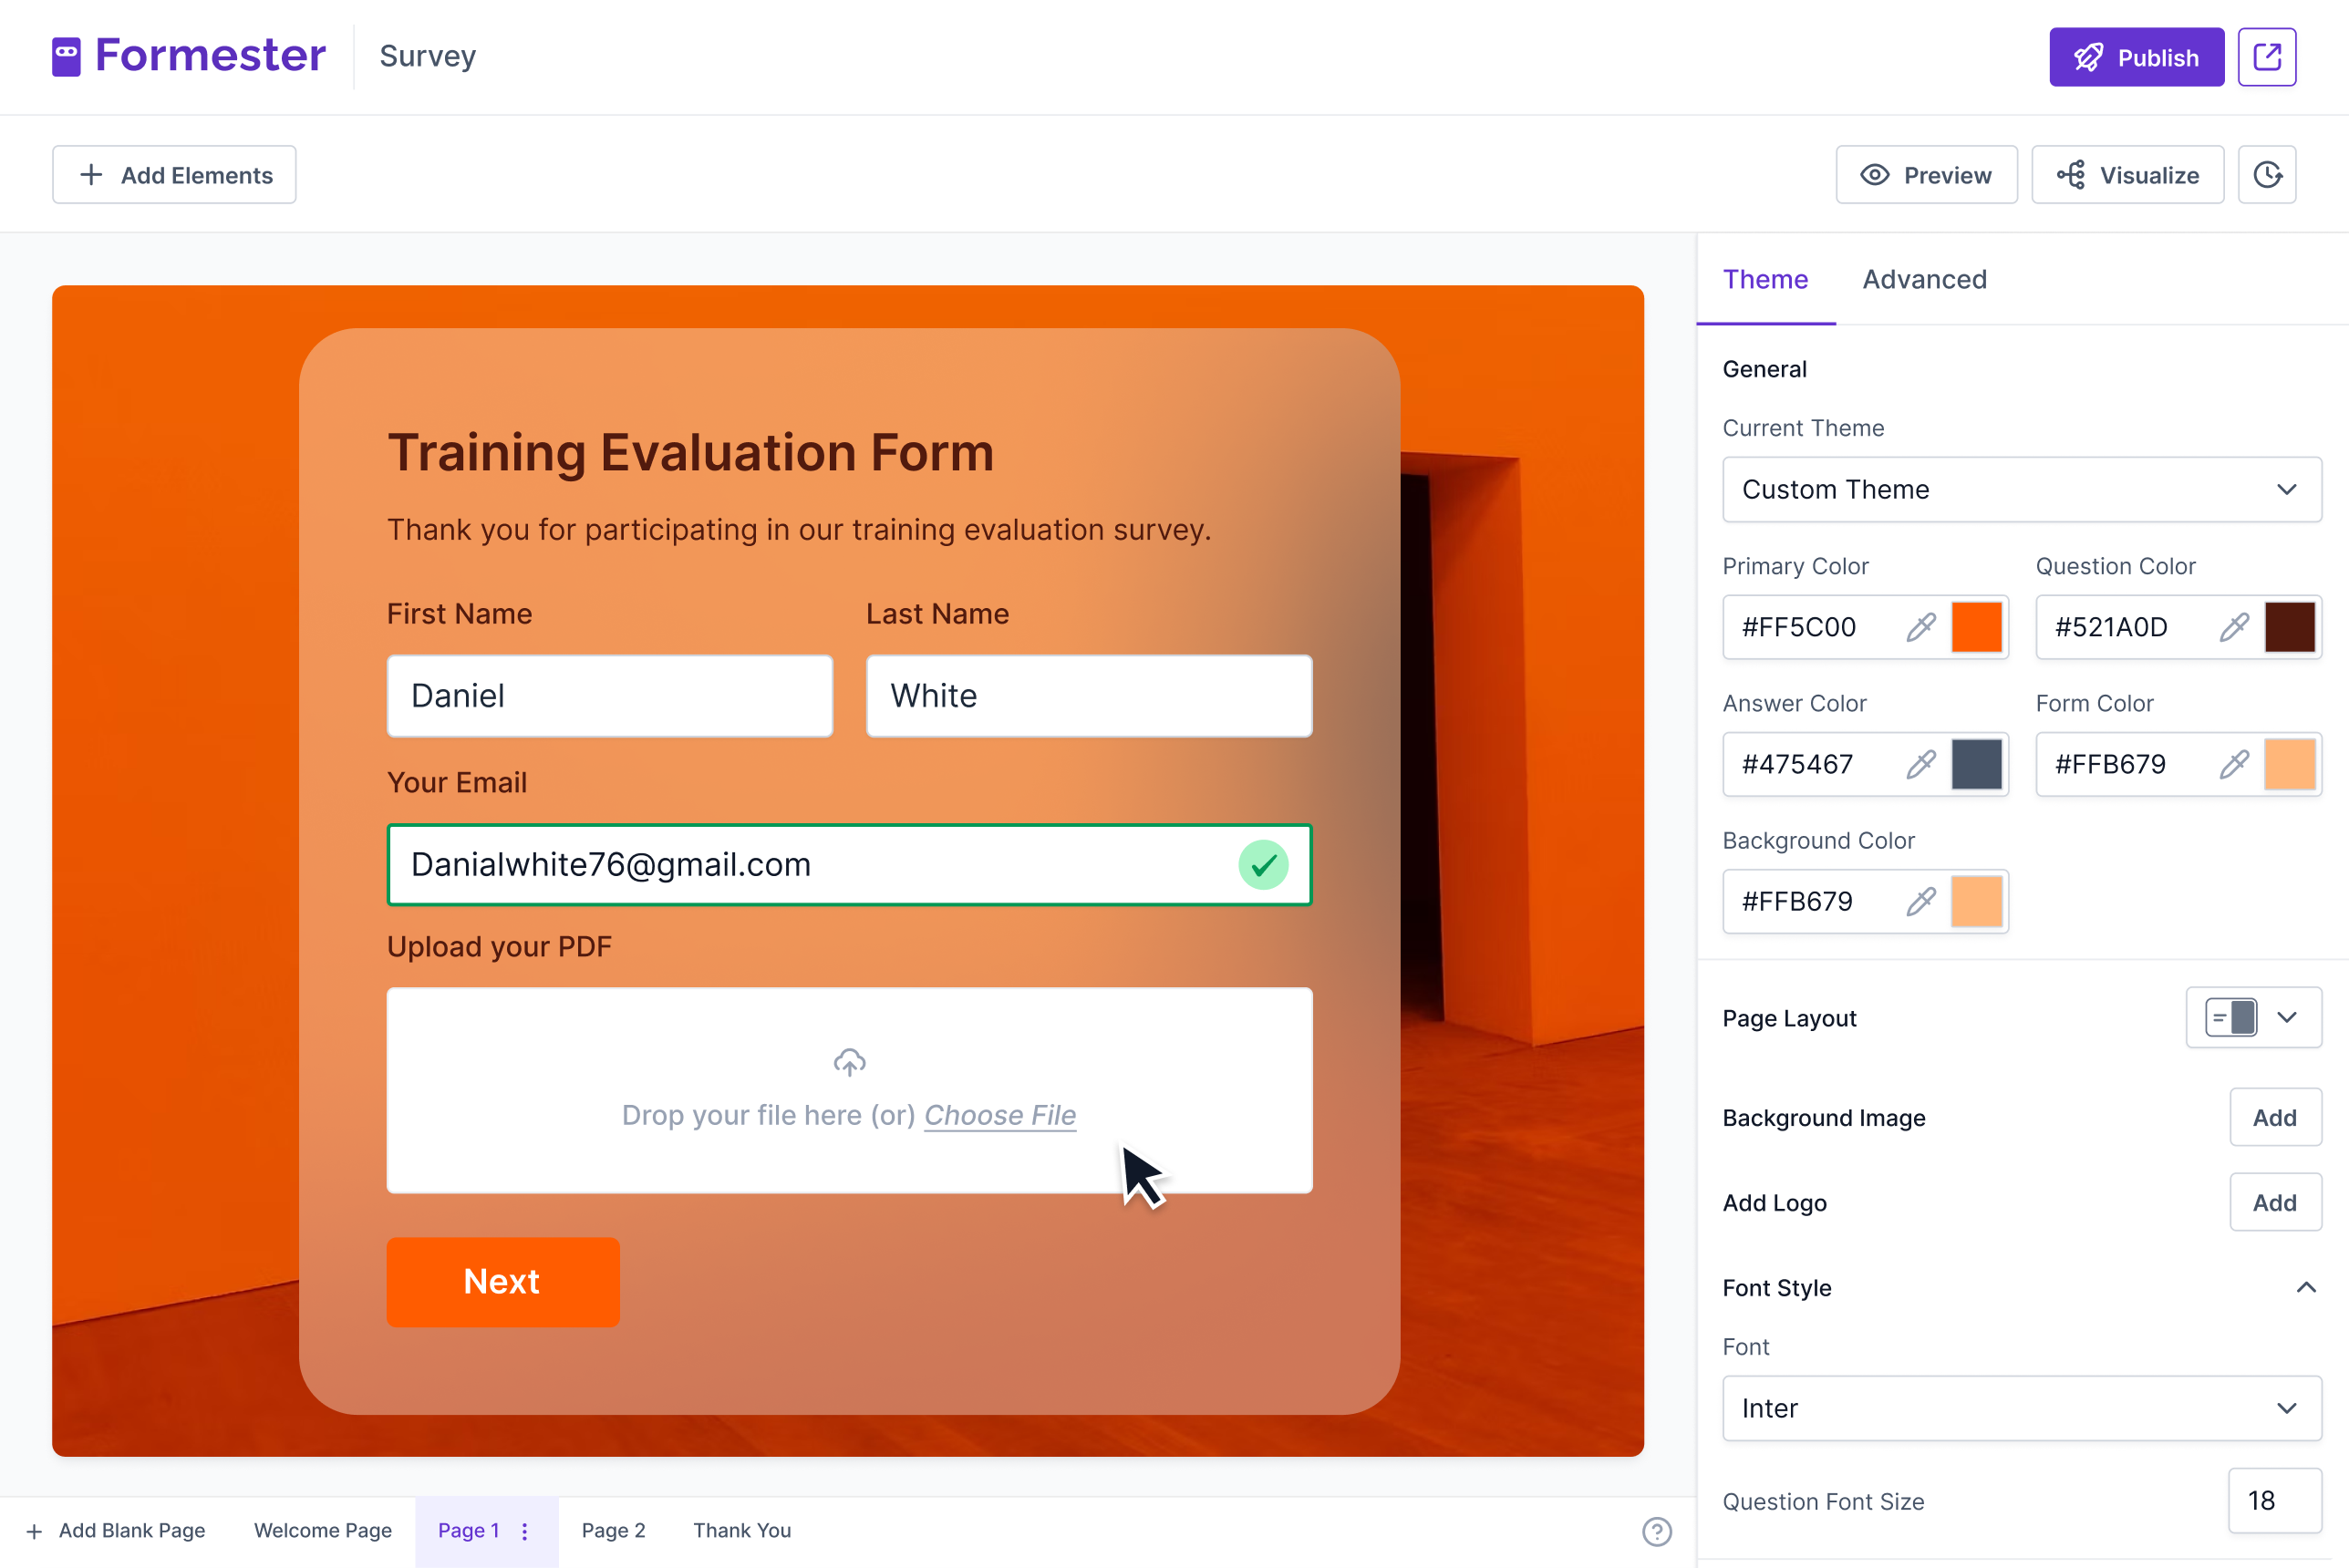 Formester
Survey
Publish
Add Elements
Preview
Visualize
Training Evaluation Form
Thank you for participating in our training evaluation survey.
First Name
Last Name
Daniel
White
Your Email
Danialwhite76@gmail.com
Upload your PDF
Drop your file here (or) Choose File
Next
Theme
Advanced
General
Current Theme
Custom Theme
Primary Color
Question Color
#FF5C00
#521A0D
Answer Color
Form Color
#475467
#FFB679
Background Color
#FFB679
Page Layout
Background Image
Add
Add Logo
Add
Font Style
Font
Inter
Question Font Size
18
+ Add Blank Page
Welcome Page
Page 1
Page 2
Thank You
?